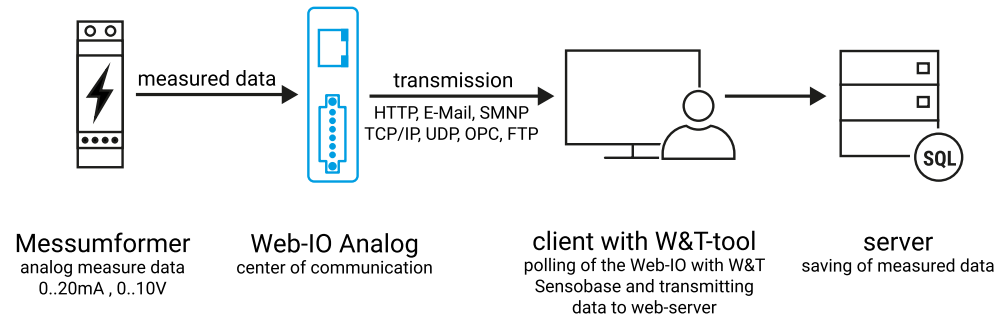 measured data
transmission
HTTP, E-Mail, SMNP
TCP/IP, UDP, OPC, FTP
SQL
Messumformer
analog measure data
0..20mA , 0..10V
Web-IO Analog
center of communication
client with W&T-tool
polling of the Web-IO with W&T
Sensobase and transmitting
data to web-server
server
saving of measured data